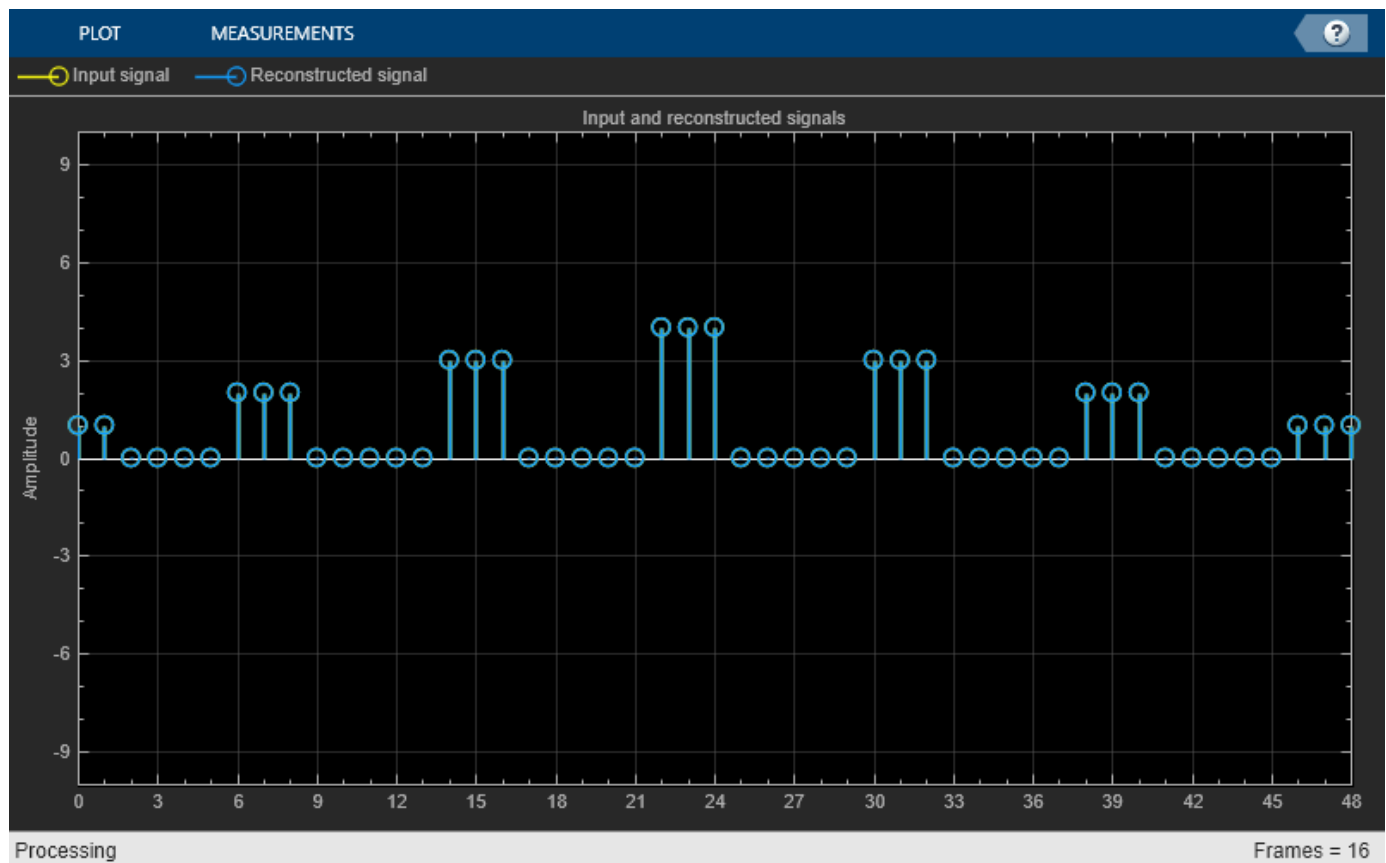 PLOT MEASUREMENTS ?
Input signal Reconstructed signal
Input and reconstructed signals
9
6
3
0
-3
-6
-9
Amplitude
0 3 6 9 12 15 18 21 24 27 30 33 36 39 42 45 48
Processing Frames = 16